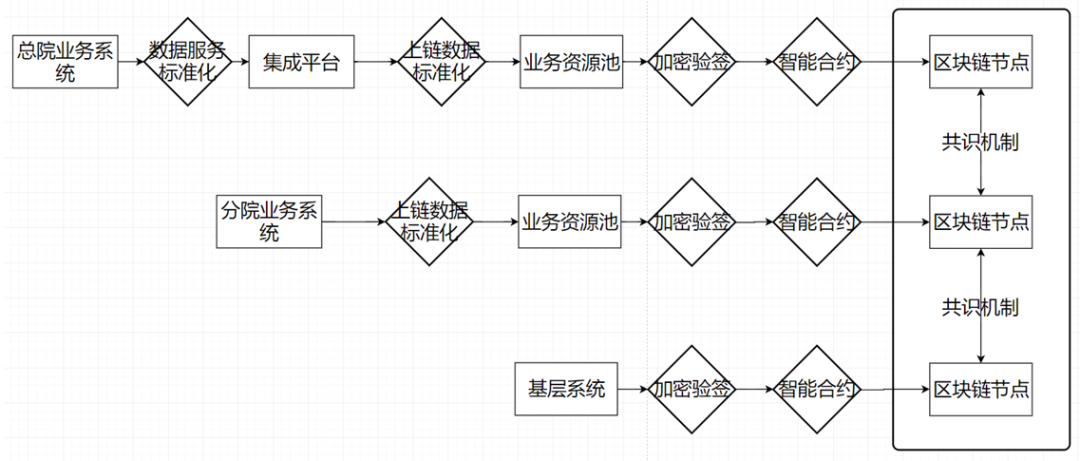 总院业务系
统
数据服务
标准化
集成平台
上链数据
标准化
业务资源池
加密验签
智能合约
区块链节点
共识机制
分院业务系
统
上链数据
标准化
业务资源池
加密验签
智能合约
区块链节点
共识机制
基层系统
加密验签
智能合约
区块链节点